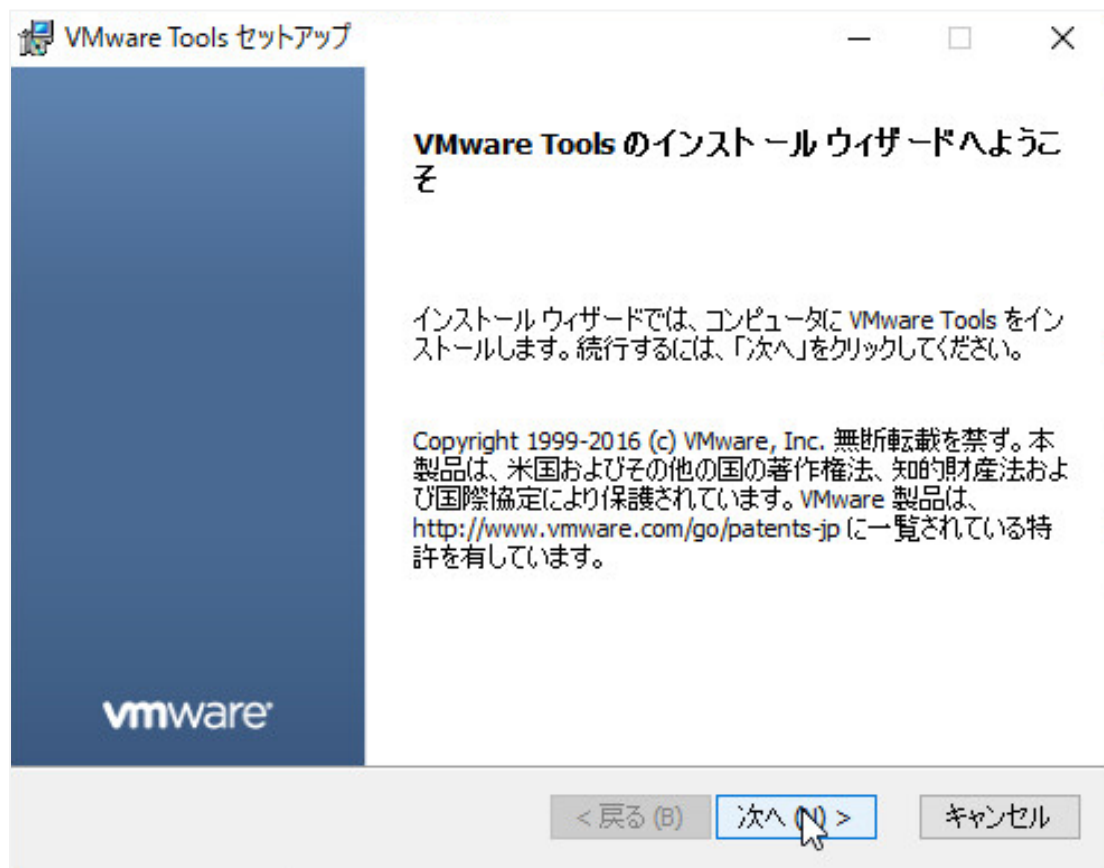 VMware Tools セットアップ
VMware Tools のインストール ウィザードへようこ
そ
インストール ウィザードでは、コンピュータに VMware Tools をイン
ストールします。続行するには、「次へ」をクリックしてください。
Copyright 1999-2016 (c) VMware, Inc. 無断転載を禁ず。本
製品は、米国およびその他の国の著作権法、知的財産法およ
び国際協定により保護されています。VMware 製品は、
http://www.vmware.com/go/patents-jp に一覧されている特
許を有しています。
vmware
< 戻る (B) 次へ (N) > キャンセル